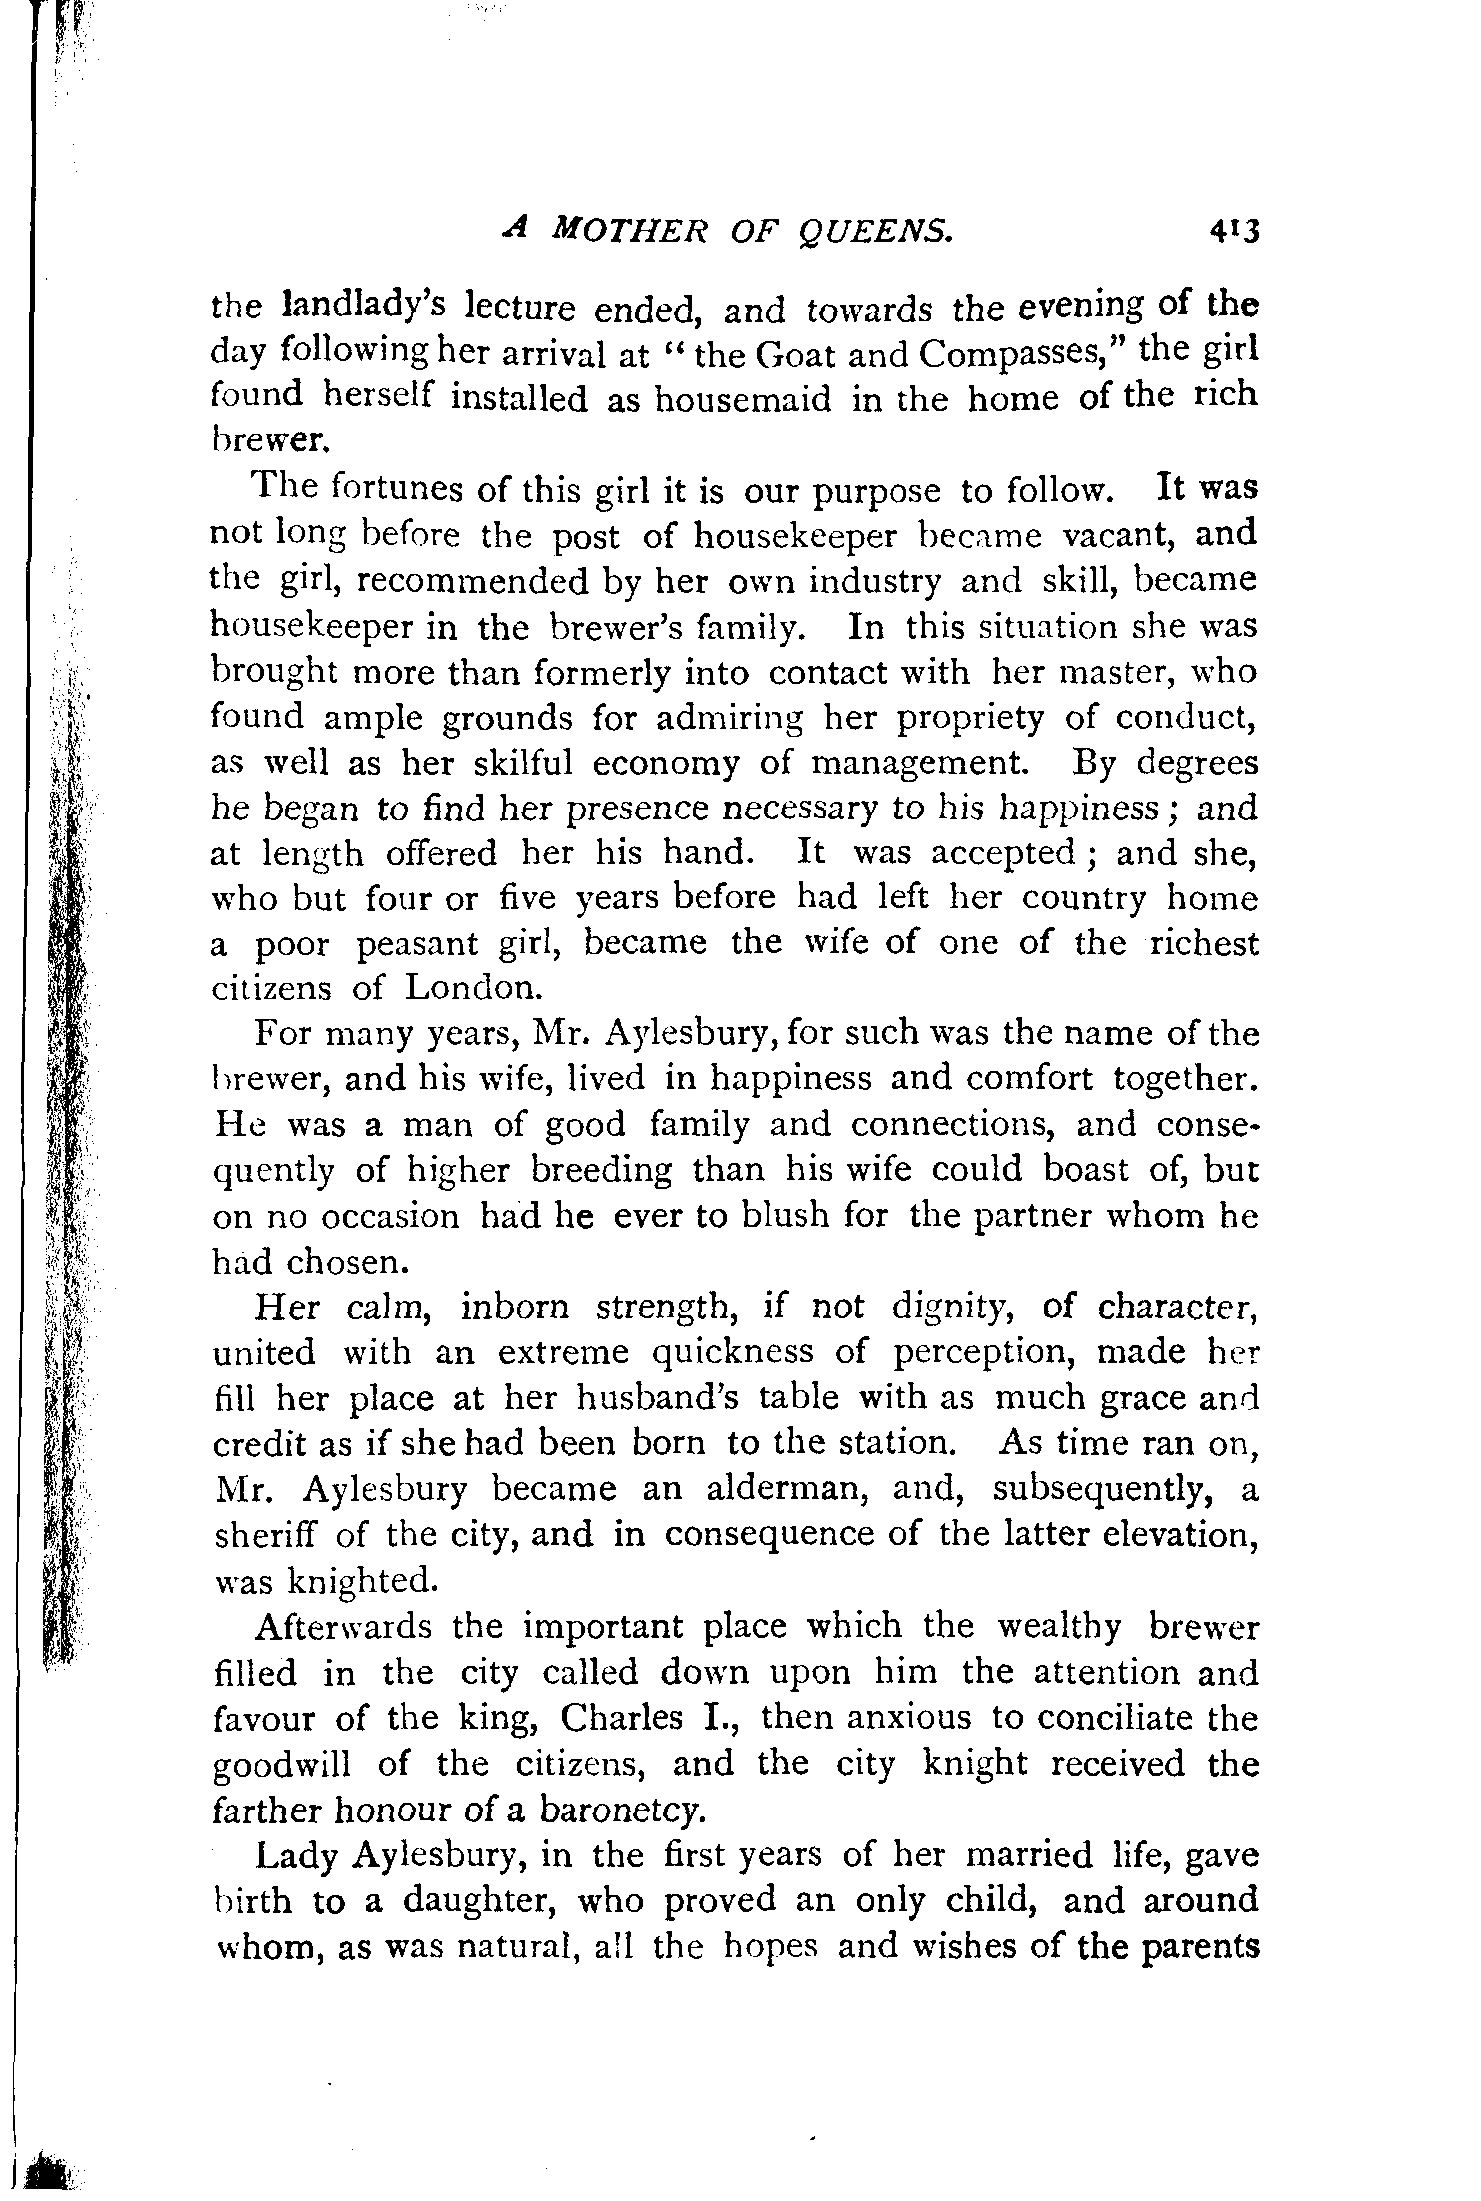 A MOTHER OF QUEENS. 413
the landlady's lecture ended, and towards the evening of the
day following her arrival at “ the Goat and Compasses,” the girl
found herself installed as housemaid in the home of the rich
brewer.
The fortunes of this girl it is our purpose to follow. It was
not long before the post of housekeeper became vacant, and
the girl, recommended by her own industry and skill, became
housekeeper in the brewer's family. In this situation she was
brought more than formerly into contact with her master, who
found ample grounds for admiring her propriety of conduct,
as well as her skilful economy of management. By degrees
he began to find her presence necessary to his happiness ; and
at length offered her his hand. It was accepted ; and she,
who but four or five years before had left her country home
a poor peasant girl, became the wife of one of the richest
citizens of London.
For many years, Mr. Aylesbury, for such was the name of the
brewer, and his wife, lived in happiness and comfort together.
He was a man of good family and connections, and conse-
quently of higher breeding than his wife could boast of, but
on no occasion had he ever to blush for the partner whom he
had chosen.
Her calm, inborn strength, if not dignity, of character,
united with an extreme quickness of perception, made her
fill her place at her husband's table with as much grace and
credit as if she had been born to the station. As time ran on,
Mr. Aylesbury became an alderman, and, subsequently, a
sheriff of the city, and in consequence of the latter elevation,
was knighted.
Afterwards the important place which the wealthy brewer
filled in the city called down upon him the attention and
favour of the king, Charles I., then anxious to conciliate the
goodwill of the citizens, and the city knight received the
farther honour of a baronetcy.
Lady Aylesbury, in the first years of her married life, gave
birth to a daughter, who proved an only child, and around
whom, as was natural, all the hopes and wishes of the parents